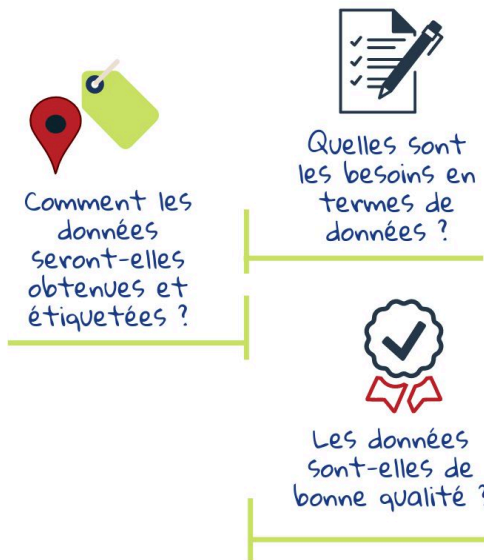 Quelles sont
les besoins en
termes de
données ?
Comment les
données
seront-elles
obtenues et
étiquetées ?
Les données
sont-elles de
bonne qualité ?